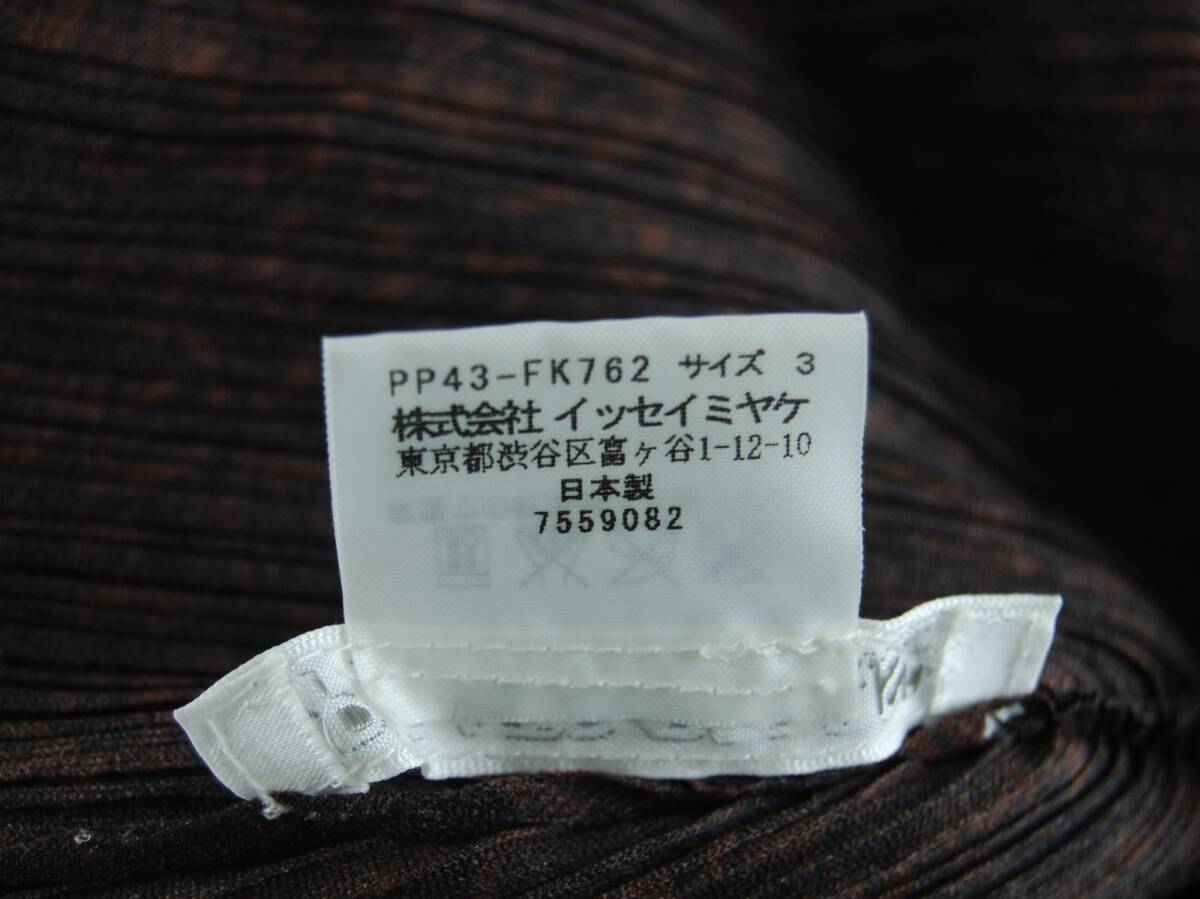 PP43-FK762 サイズ 3
株式会社 イッセイミヤケ
東京都渋谷区富ヶ谷1-12-10
日本製
7559082